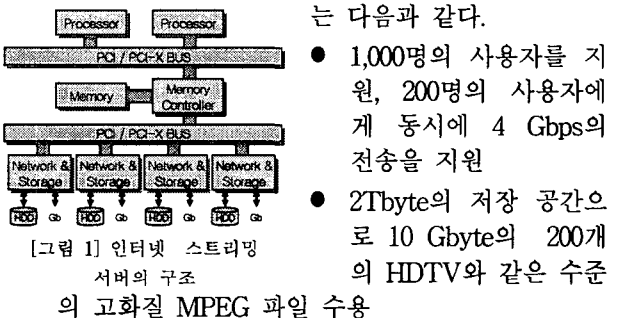 Processor Processor
PCI / PCI-X BUS
Memory Memory Controller
PCI / PCI-X BUS
Network & Storage Network & Storage Network & Storage Network & Storage
HDD Gb HDD Gb HDD Gb HDD Gb
[그림 1] 인터넷 스트리밍
서버의 구조
는 다음과 같다.
● 1,000명의 사용자를 지
원, 200명의 사용자에
게 동시에 4 Gbps의
전송을 지원
● 2Tbyte의 저장 공간으
로 10 Gbyte의 200개
의 HDTV와 같은 수준
의 고화질 MPEG 파일 수용